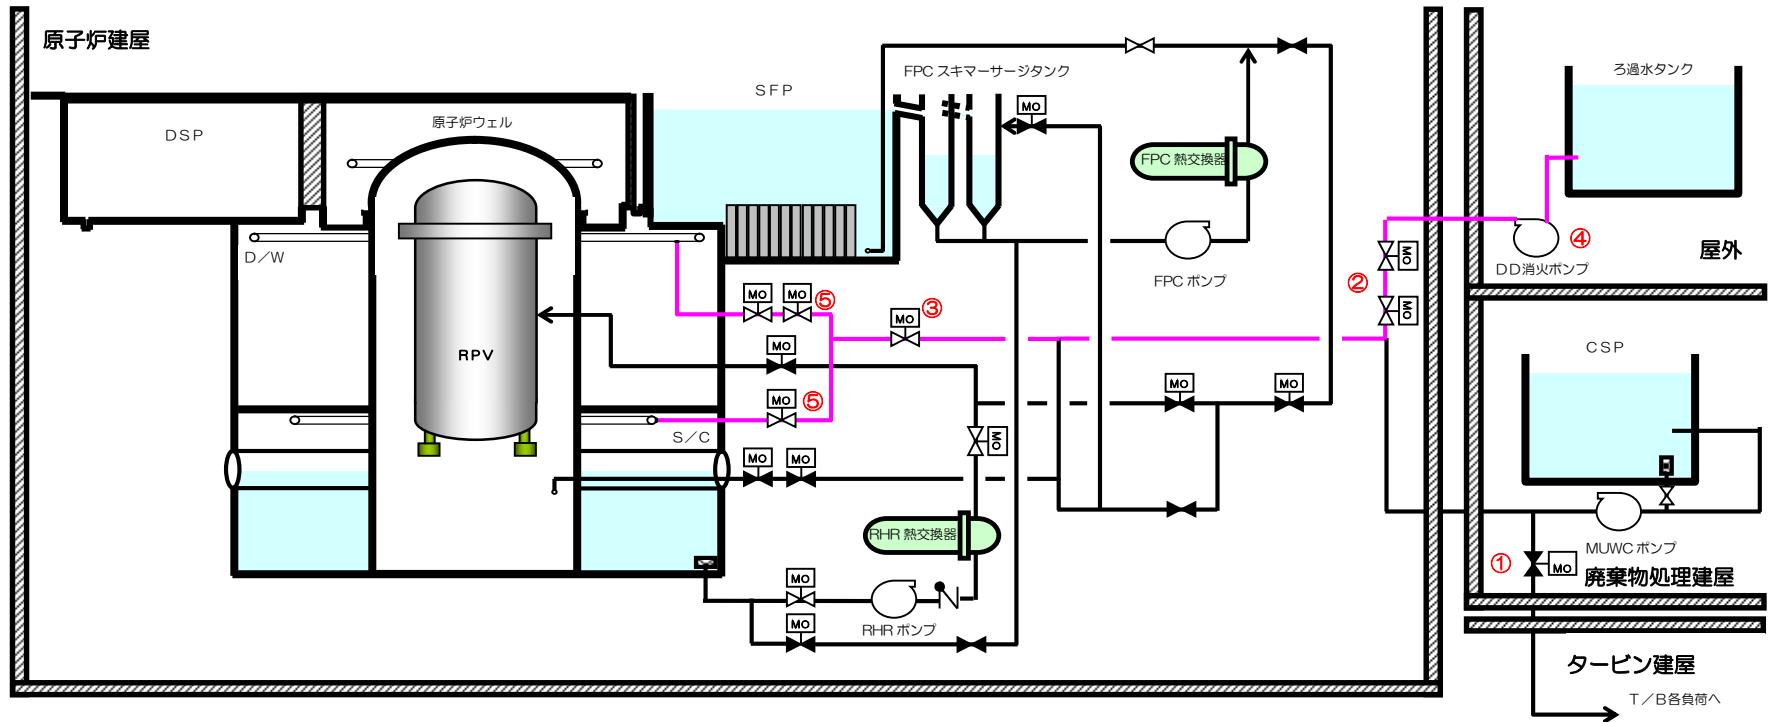 原子炉建屋
FPC スキマーサージタンク
ろ過水タンク
SFP
MO
原子炉ウェル
DSP
FPC 熱交換器
④
屋外
D/W
MO
DD消火ポンプ
FPC ポンプ
②
MO
MO
⑤
③
MO
MO
MO
RPV
CSP
MO
MO
MO
⑤
S/C
MO
MO
MO
RHR 熱交換器
MUWC ポンプ
①
MO
廃棄物処理建屋
MO
MO
RHR ポンプ
タービン建屋
T/B各負荷へ